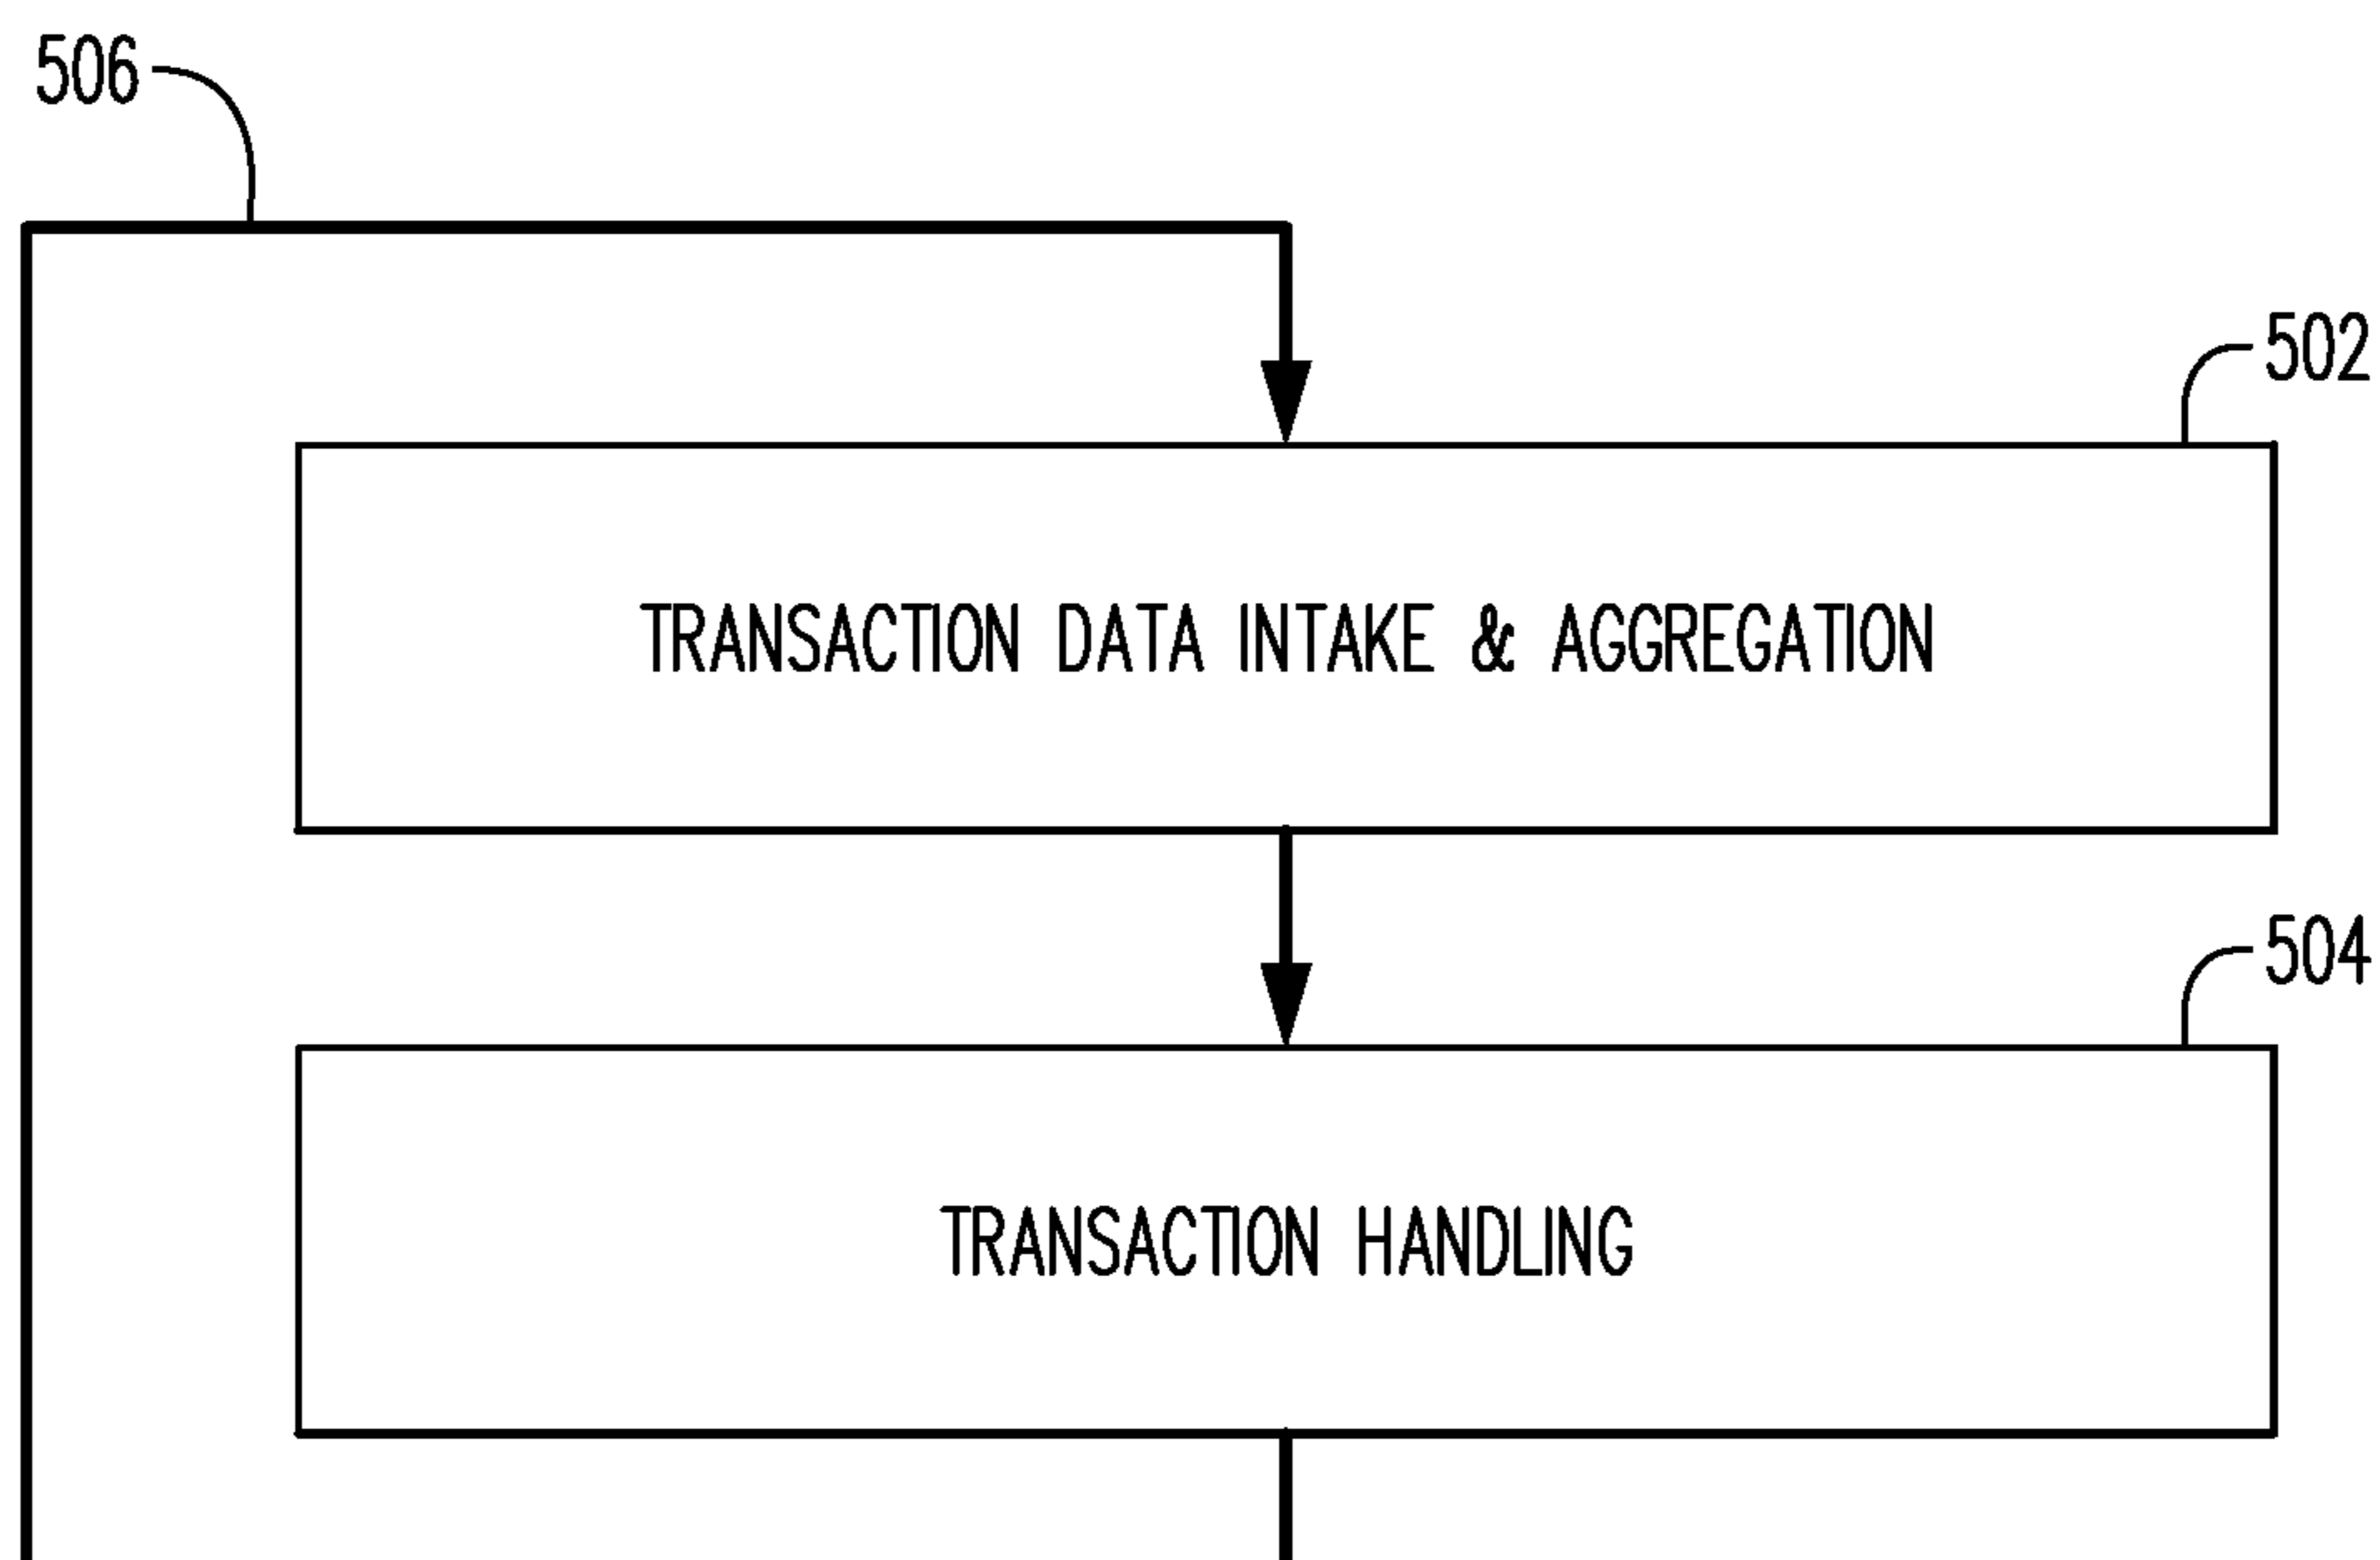 506
502
TRANSACTION DATA INTAKE & AGGREGATION
504
TRANSACTION HANDLING